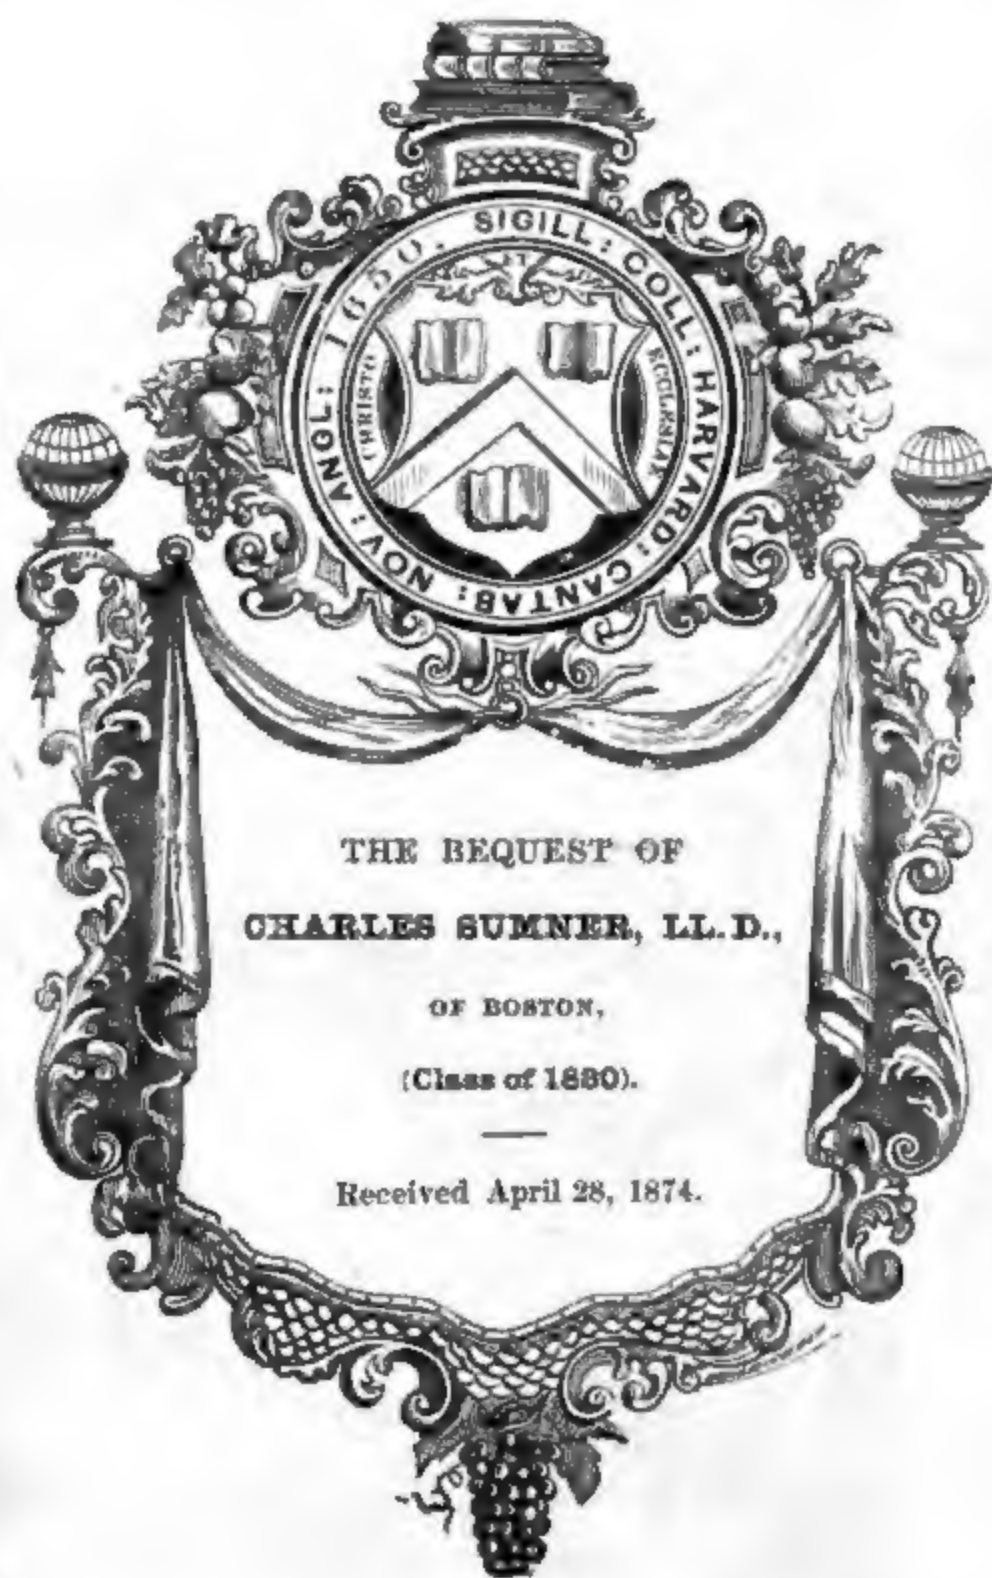 SIGILL: COLL: HARVARD: CANTAB: NOV: ANGL: 1650.
CHRISTO
ET
ECCLESIAE
THE BEQUEST OF
CHARLES SUMNER, LL.D.,
OF BOSTON,
(Class of 1830).
Received April 28, 1874.